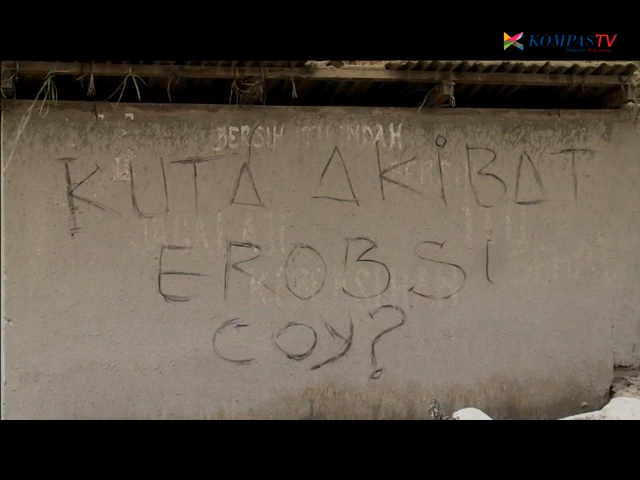 KOMPASTV
BERSIH ITU INDAH
KUTA AKIBAT
EROBSI
COY?